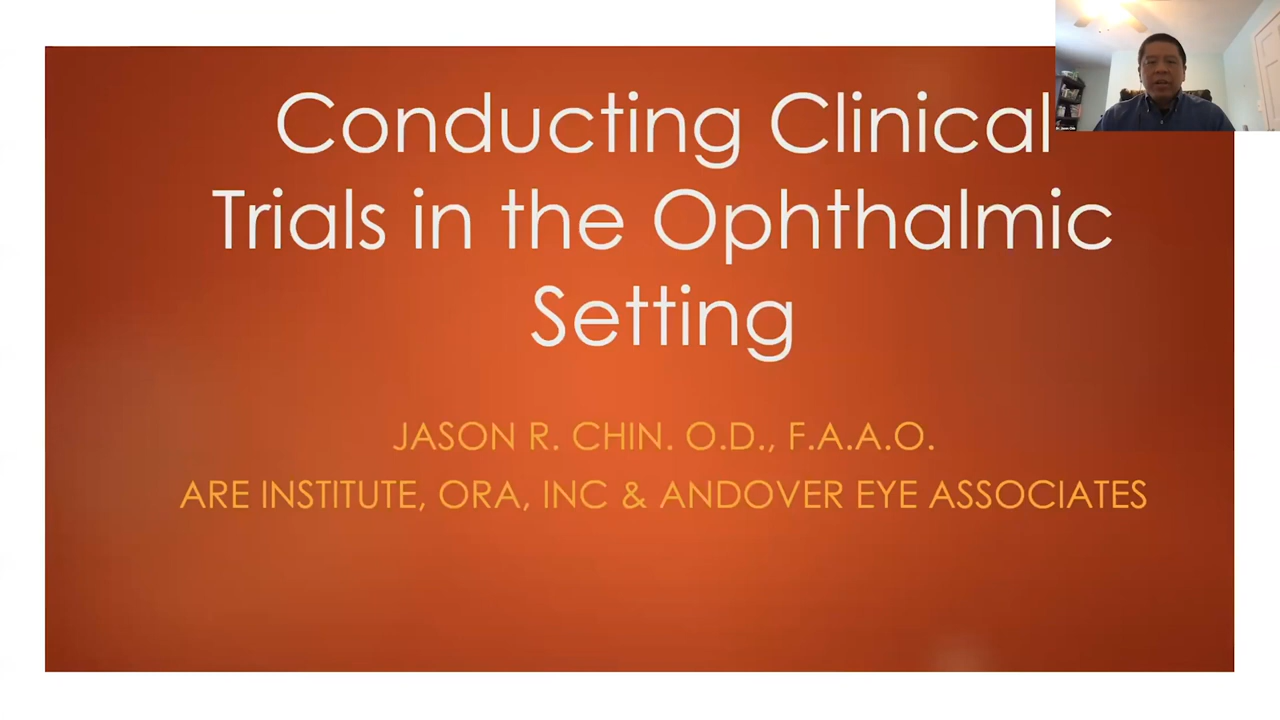 Conducting Clinical
Trials in the Ophthalmic
Setting
JASON R. CHIN. O.D., F.A.A.O.
ARE INSTITUTE, ORA, INC & ANDOVER EYE ASSOCIATES